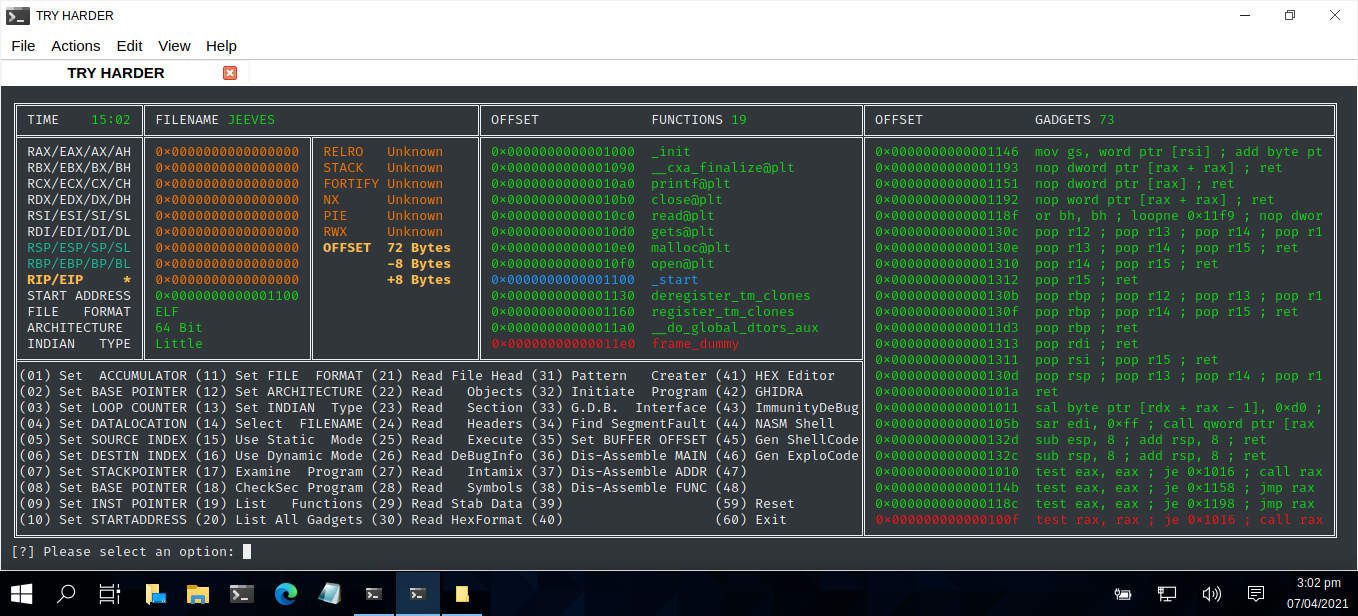 TRY HARDER
File Actions Edit View Help
TRY HARDER
TIME 15:02 FILENAME JEEVES OFFSET FUNCTIONS 19 OFFSET GADGETS 73
RAX/EAX/AX/AH 0×0000000000000000 RELRO Unknown 0×0000000000001000 _init 0×0000000000001146 mov gs, word ptr [rsi] ; add byte pt
RBX/EBX/BX/BH 0×0000000000000000 STACK Unknown 0×0000000000001090 __cxa_finalize@plt 0×0000000000001193 nop dword ptr [rax + rax] ; ret
RCX/ECX/CX/CH 0×0000000000000000 FORTIFY Unknown 0×00000000000010a0 printf@plt 0×0000000000001151 nop dword ptr [rax] ; ret
RDX/EDX/DX/DH 0×0000000000000000 NX Unknown 0×00000000000010b0 close@plt 0×0000000000001192 nop word ptr [rax + rax] ; ret
RSI/ESI/SI/SL 0×0000000000000000 PIE Unknown 0×00000000000010c0 read@plt 0×000000000000118f or bh, bh ; loopne 0×11f9 ; nop dwor
RDI/EDI/DI/DL 0×0000000000000000 RWX Unknown 0×00000000000010d0 gets@plt 0×000000000000130c pop r12 ; pop r13 ; pop r14 ; pop r1
RSP/ESP/SP/SL 0×0000000000000000 OFFSET 72 Bytes 0×00000000000010e0 malloc@plt 0×000000000000130e pop r13 ; pop r14 ; pop r15 ; ret
RBP/EBP/BP/BL 0×0000000000000000 -8 Bytes 0×00000000000010f0 open@plt 0×0000000000001310 pop r14 ; pop r15 ; ret
RIP/EIP * 0×0000000000000000 +8 Bytes 0×0000000000001100 _start 0×0000000000001312 pop r15 ; ret
START ADDRESS 0×0000000000001100 0×0000000000001130 deregister_tm_clones 0×000000000000130b pop rbp ; pop r12 ; pop r13 ; pop r1
FILE FORMAT ELF 0×0000000000001160 register_tm_clones 0×000000000000130f pop rbp ; pop r14 ; pop r15 ; ret
ARCHITECTURE 64 Bit 0×00000000000011a0 __do_global_dtors_aux 0×00000000000011d3 pop rbp ; ret
INDIAN TYPE Little 0×00000000000011e0 frame_dummy 0×0000000000001313 pop rdi ; ret
0×0000000000001311 pop rsi ; pop r15 ; ret
(01) Set ACCUMULATOR (11) Set FILE FORMAT (21) Read File Head (31) Pattern Creater (41) HEX Editor 0×000000000000130d pop rsp ; pop r13 ; pop r14 ; pop r1
(02) Set BASE POINTER (12) Set ARCHITECTURE (22) Read Objects (32) Initiate Program (42) GHIDRA 0×000000000000101a ret
(03) Set LOOP COUNTER (13) Set INDIAN Type (23) Read Section (33) G.D.B. Interface (43) ImmunityDeBug 0×0000000000001011 sal byte ptr [rdx + rax - 1], 0×d0 ;
(04) Set DATALOCATION (14) Select FILENAME (24) Read Headers (34) Find SegmentFault (44) NASM Shell 0×000000000000105b sar edi, 0×ff ; call qword ptr [rax
(05) Set SOURCE INDEX (15) Use Static Mode (25) Read Execute (35) Set BUFFER OFFSET (45) Gen ShellCode 0×000000000000132d sub esp, 8 ; add rsp, 8 ; ret
(06) Set DESTIN INDEX (16) Use Dynamic Mode (26) Read DeBugInfo (36) Dis-Assemble MAIN (46) Gen ExploCode 0×000000000000132c sub rsp, 8 ; add rsp, 8 ; ret
(07) Set STACKPOINTER (17) Examine Program (27) Read Intamix (37) Dis-Assemble ADDR (47) 0×0000000000001010 test eax, eax ; je 0×1016 ; call rax
(08) Set BASE POINTER (18) CheckSec Program (28) Read Symbols (38) Dis-Assemble FUNC (48) 0×000000000000114b test eax, eax ; je 0×1158 ; jmp rax
(09) Set INST POINTER (19) List Functions (29) Read Stab Data (39) (59) Reset 0×000000000000118c test eax, eax ; je 0×1198 ; jmp rax
(10) Set STARTADDRESS (20) List All Gadgets (30) Read HexFormat (40) (60) Exit 0×000000000000100f test rax, rax ; je 0×1016 ; call rax
[?] Please select an option:
3:02 pm
07/04/2021